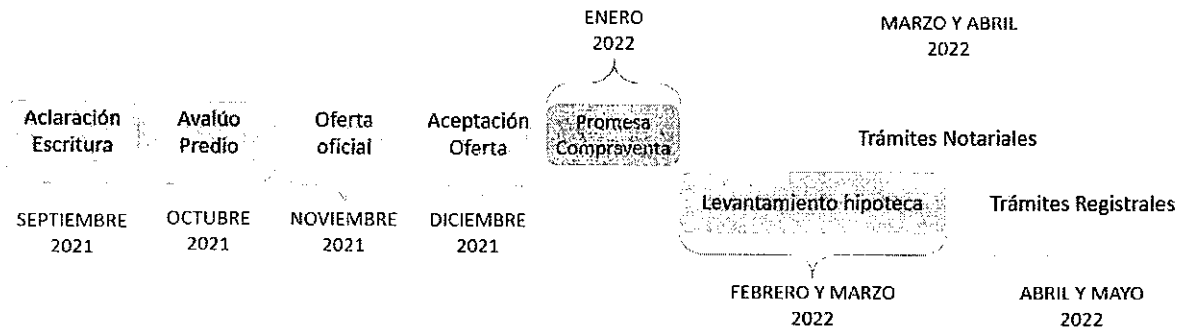 ENERO
2022
MARZO Y ABRIL
2022
Aclaración
Escritura
Avalúo
Predio
Oferta
oficial
Aceptación
Oferta
Promesa
Compraventa
Trámites Notariales
Levantamiento hipoteca
Trámites Registrales
SEPTIEMBRE
2021
OCTUBRE
2021
NOVIEMBRE
2021
DICIEMBRE
2021
FEBRERO Y MARZO
2022
ABRIL Y MAYO
2022